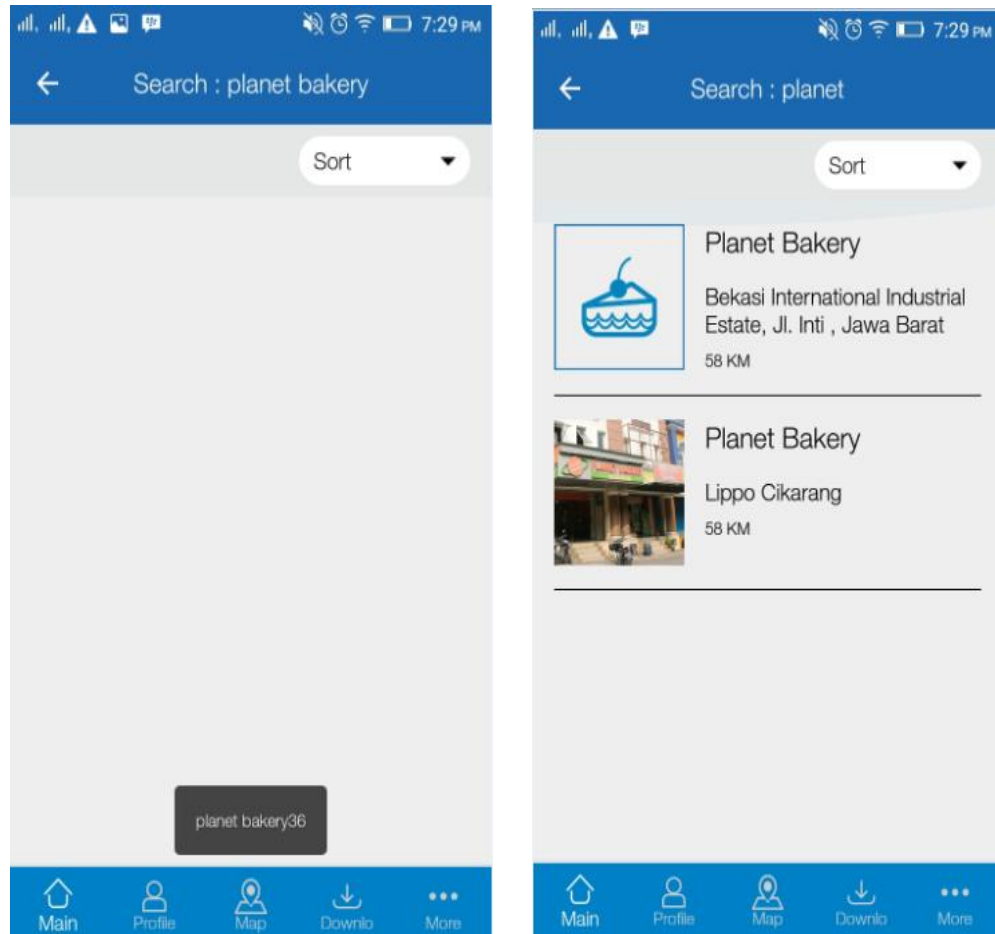 7:29 PM
Search : planet bakery
Sort
planet bakery36
Main Profile Map Downlo More
7:29 PM
Search : planet
Sort
Planet Bakery
Bekasi International Industrial
Estate, Jl. Inti , Jawa Barat
58 KM
Planet Bakery
Lippo Cikarang
58 KM
Main Profile Map Downlo More